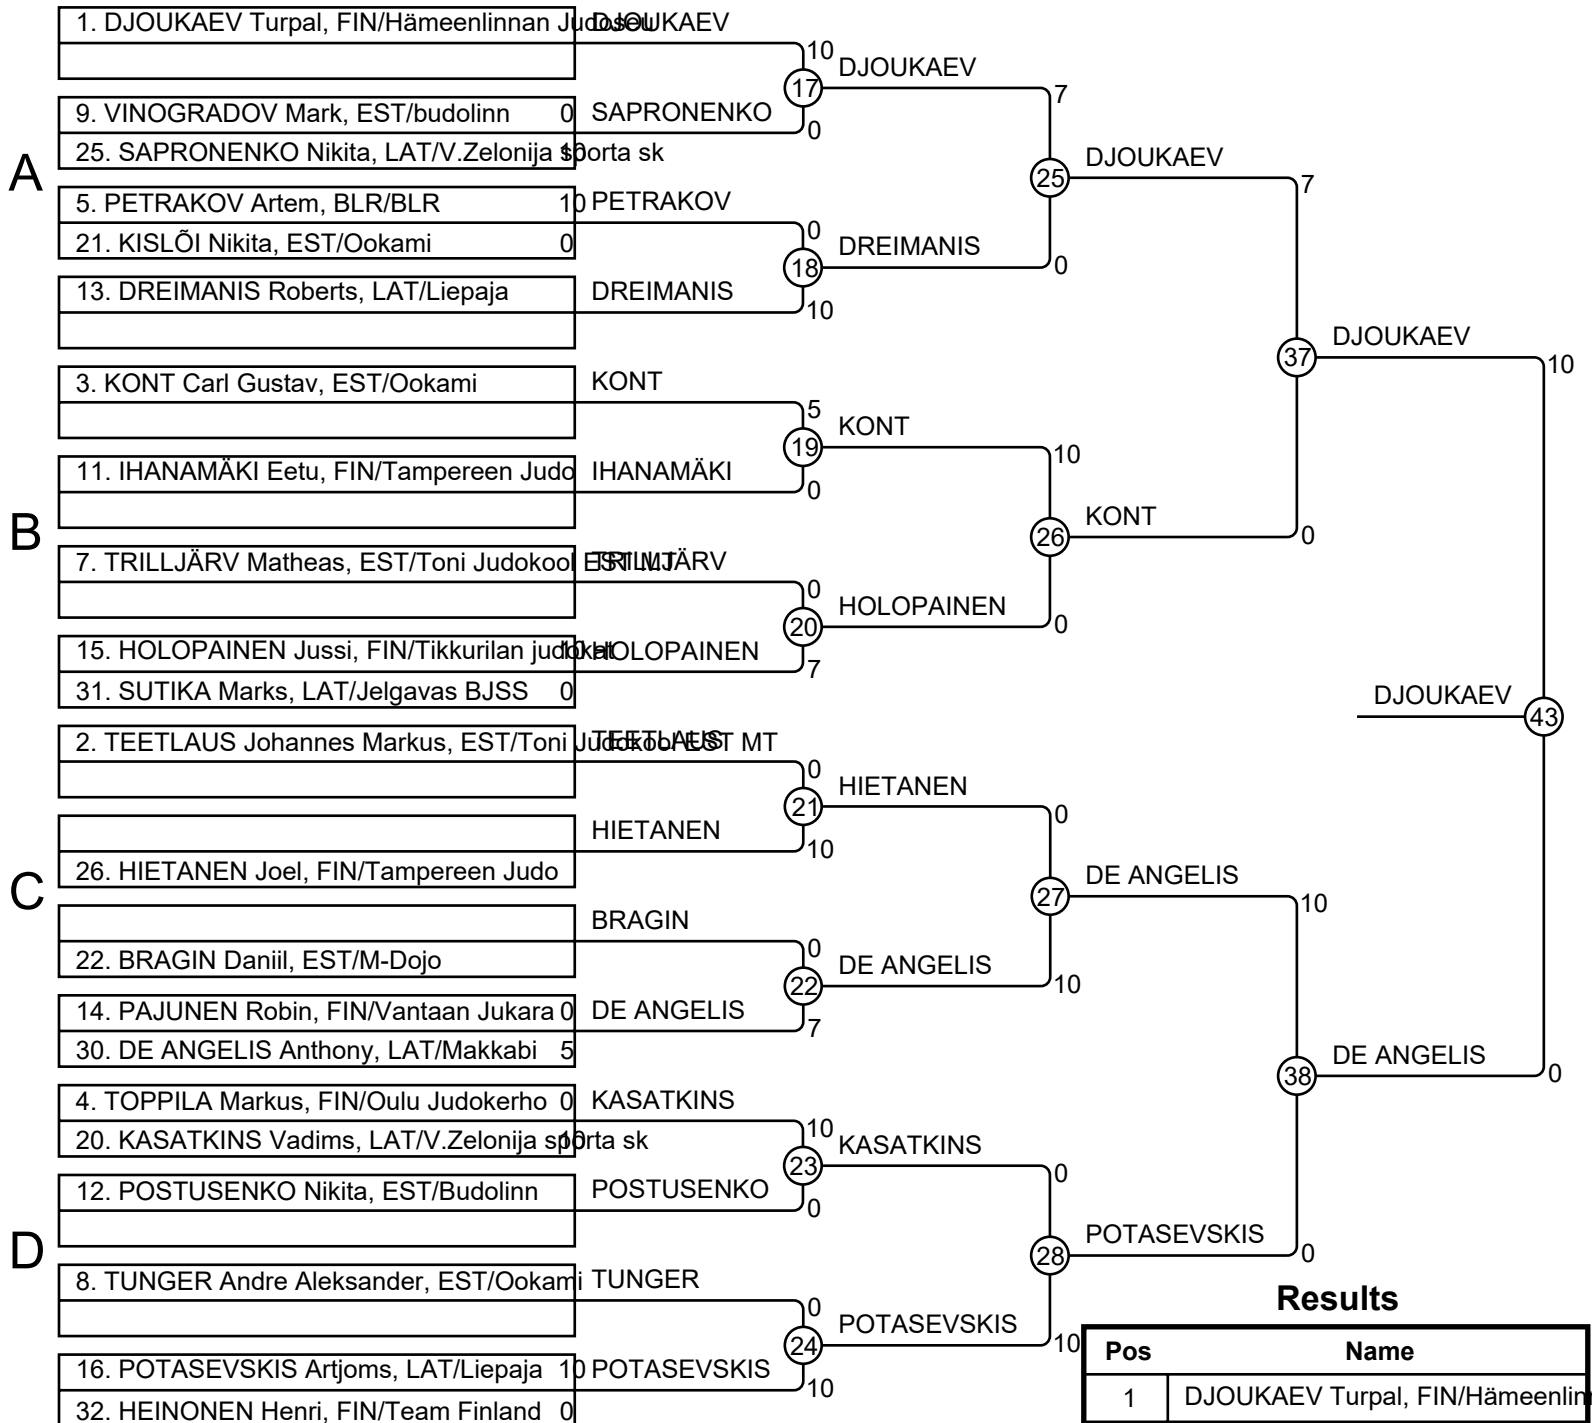 A
1. DJOUKAEV Turpal, FIN/Hämeenlinnan Judoseu
DJOUKAEV
9. VINOGRADOV Mark, EST/budolinn 0
25. SAPRONENKO Nikita, LAT/V.Zelonija sporta sk 10
SAPRONENKO
5. PETRAKOV Artem, BLR/BLR 10
21. KISLÕI Nikita, EST/Ookami 0
PETRAKOV
13. DREIMANIS Roberts, LAT/Liepaja
DREIMANIS
B
3. KONT Carl Gustav, EST/Ookami
KONT
11. IHANAMÄKI Eetu, FIN/Tampereen Judo
IHANAMÄKI
7. TRILLJÄRV Matheas, EST/Toni Judokool EST MT
TRILLJÄRV
15. HOLOPAINEN Jussi, FIN/Tikkurilan judokat 10
31. SUTIKA Marks, LAT/Jelgavas BJSS 0
HOLOPAINEN
C
2. TEETLAUS Johannes Markus, EST/Toni Judokool EST MT
TEETLAUS
26. HIETANEN Joel, FIN/Tampereen Judo
HIETANEN
22. BRAGIN Daniil, EST/M-Dojo
BRAGIN
14. PAJUNEN Robin, FIN/Vantaan Jukara 0
30. DE ANGELIS Anthony, LAT/Makkabi 5
DE ANGELIS
D
4. TOPPILA Markus, FIN/Oulu Judokerho 0
20. KASATKINS Vadims, LAT/V.Zelonija sporta sk 10
KASATKINS
12. POSTUSENKO Nikita, EST/Budolinn
POSTUSENKO
8. TUNGER Andre Aleksander, EST/Ookami
TUNGER
16. POTASEVSKIS Artjoms, LAT/Liepaja 10
32. HEINONEN Henri, FIN/Team Finland 0
POTASEVSKIS
10
17
0
DJOUKAEV
0
18
10
DREIMANIS
5
19
0
KONT
0
20
7
HOLOPAINEN
0
21
10
HIETANEN
0
22
7
DE ANGELIS
10
23
0
KASATKINS
0
24
10
POTASEVSKIS
7
25
0
DJOUKAEV
10
26
0
KONT
0
27
10
DE ANGELIS
0
28
10
POTASEVSKIS
7
37
0
DJOUKAEV
10
38
0
DE ANGELIS
10
DJOUKAEV
43
0
Results
Pos Name
1 DJOUKAEV Turpal, FIN/Hämeenlin